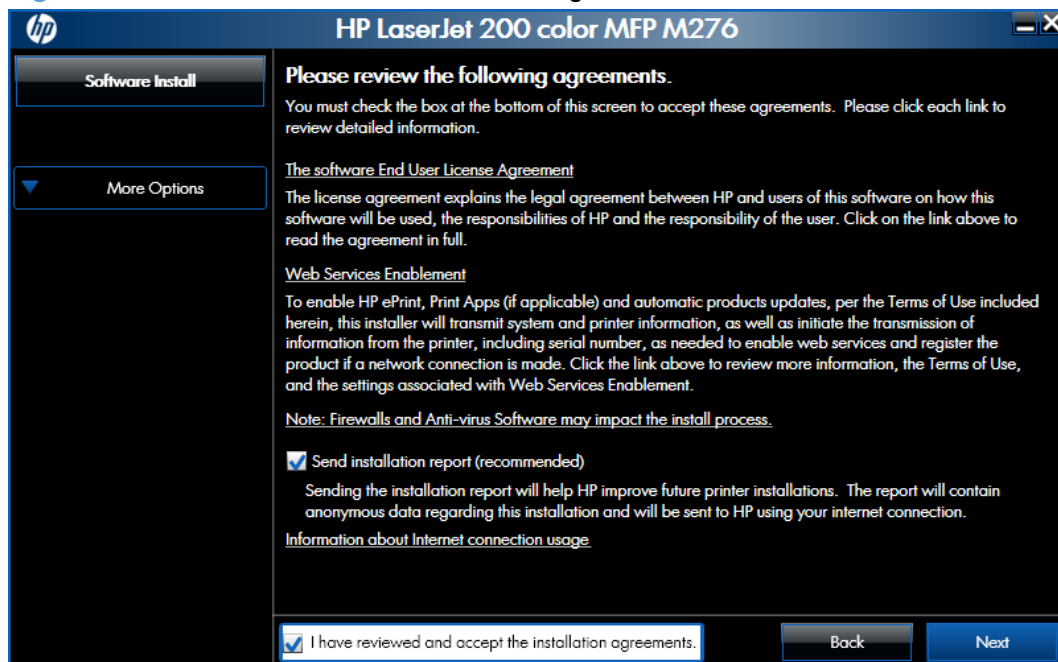 hp
HP LaserJet 200 color MFP M276
Software Install
More Options
Please review the following agreements.
You must check the box at the bottom of this screen to accept these agreements.  Please click each link to
review detailed information.
The software End User License Agreement
The license agreement explains the legal agreement between HP and users of this software on how this
software will be used, the responsibilities of HP and the responsibility of the user. Click on the link above to
read the agreement in full.
Web Services Enablement
To enable HP ePrint, Print Apps (if applicable) and automatic products updates, per the Terms of Use included
herein, this installer will transmit system and printer information, as well as initiate the transmission of
information from the printer, including serial number, as needed to enable web services and register the
product if a network connection is made. Click the link above to review more information, the Terms of Use,
and the settings associated with Web Services Enablement.
Note: Firewalls and Anti-virus Software may impact the install process.
Send installation report (recommended)
Sending the installation report will help HP improve future printer installations.  The report will contain
anonymous data regarding this installation and will be sent to HP using your internet connection.
Information about Internet connection usage
I have reviewed and accept the installation agreements.
Back
Next